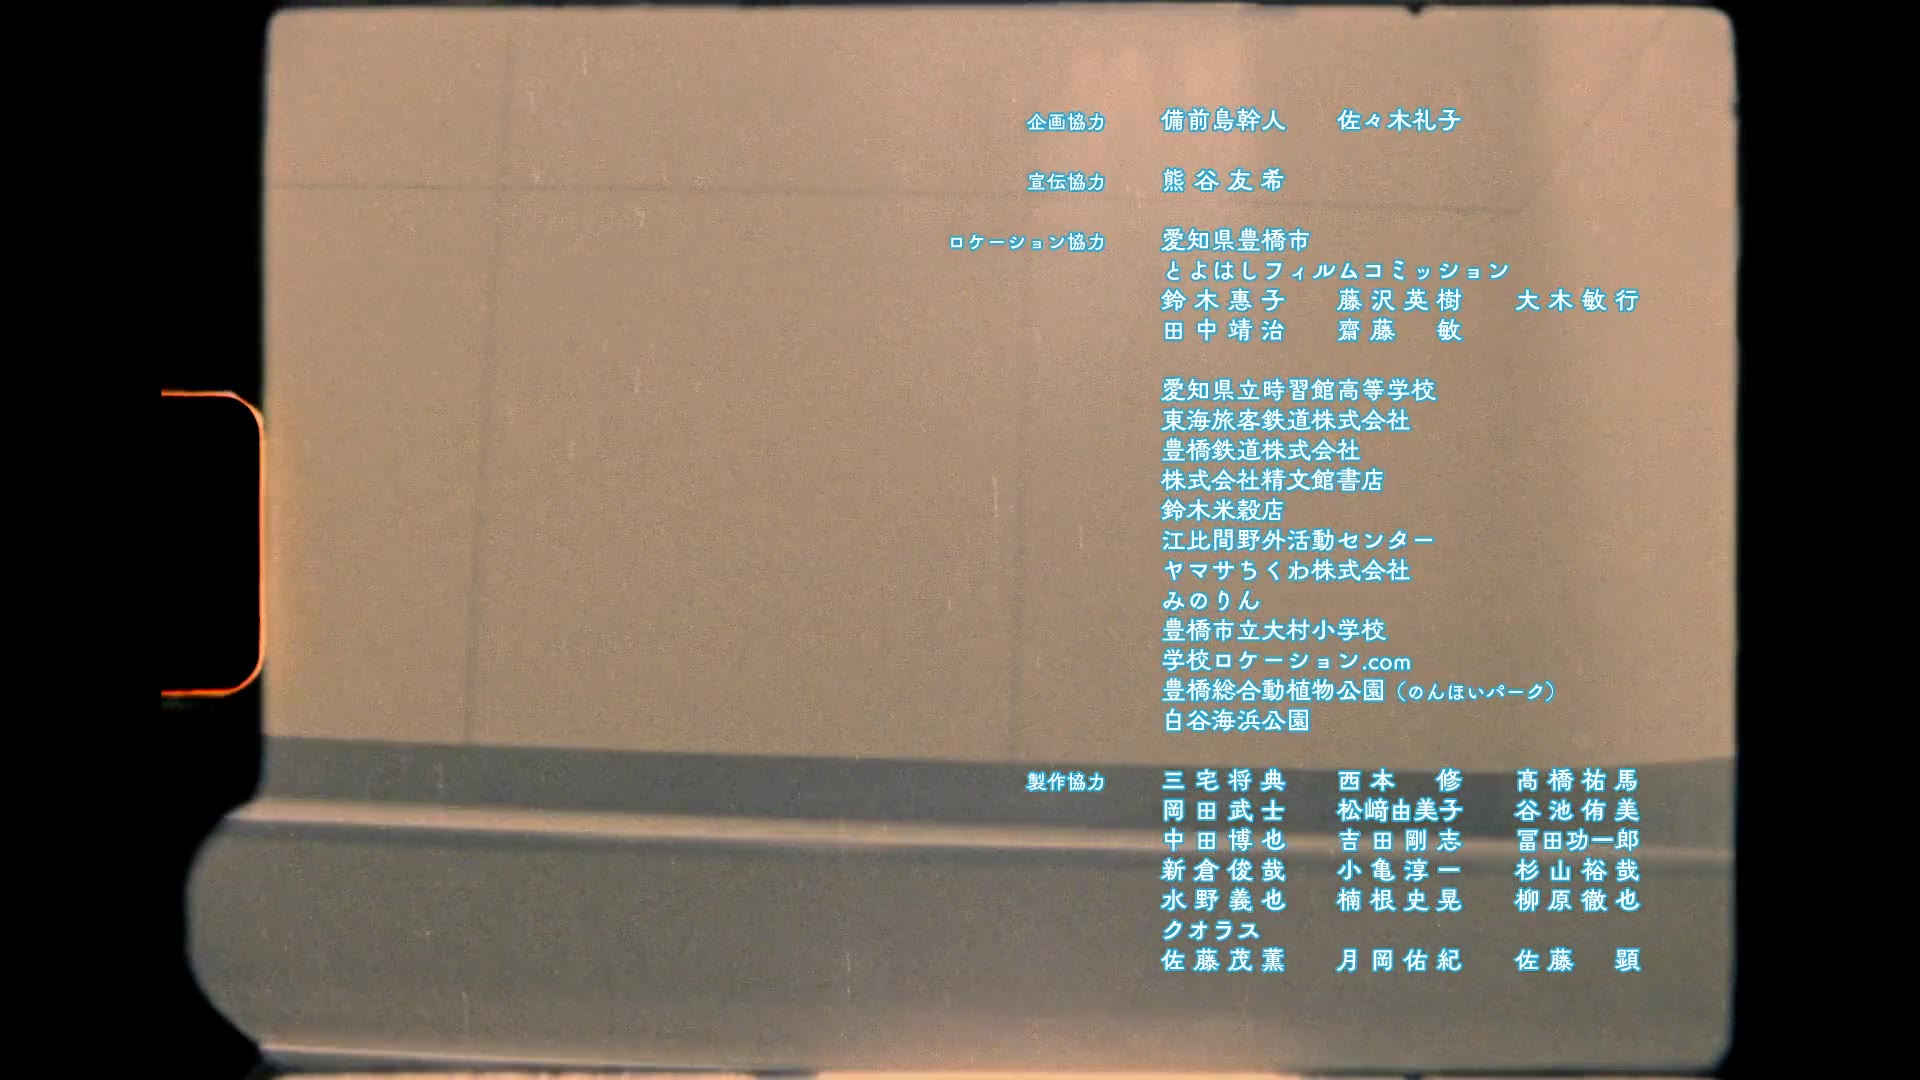 企画協力 備前島幹人 佐々木礼子
宣伝協力 熊谷友希
ロケーション協力 愛知県豊橋市
とよはしフィルムコミッション
鈴木惠子 藤沢英樹 大木敏行
田中靖治 齋藤 敏
愛知県立時習館高等学校
東海旅客鉄道株式会社
豊橋鉄道株式会社
株式会社精文館書店
鈴木米穀店
江比間野外活動センター
ヤマサちくわ株式会社
みのりん
豊橋市立大村小学校
学校ロケーション.com
豊橋総合動植物公園（のんほいパーク）
白谷海浜公園
製作協力 三宅将典 西本 修 髙橋祐馬
岡田武士 松﨑由美子 谷池侑美
中田博也 吉田剛志 冨田功一郎
新倉俊哉 小亀淳一 杉山裕哉
水野義也 楠根史晃 柳原徹也
クオラス
佐藤茂薫 月岡佑紀 佐藤 顕